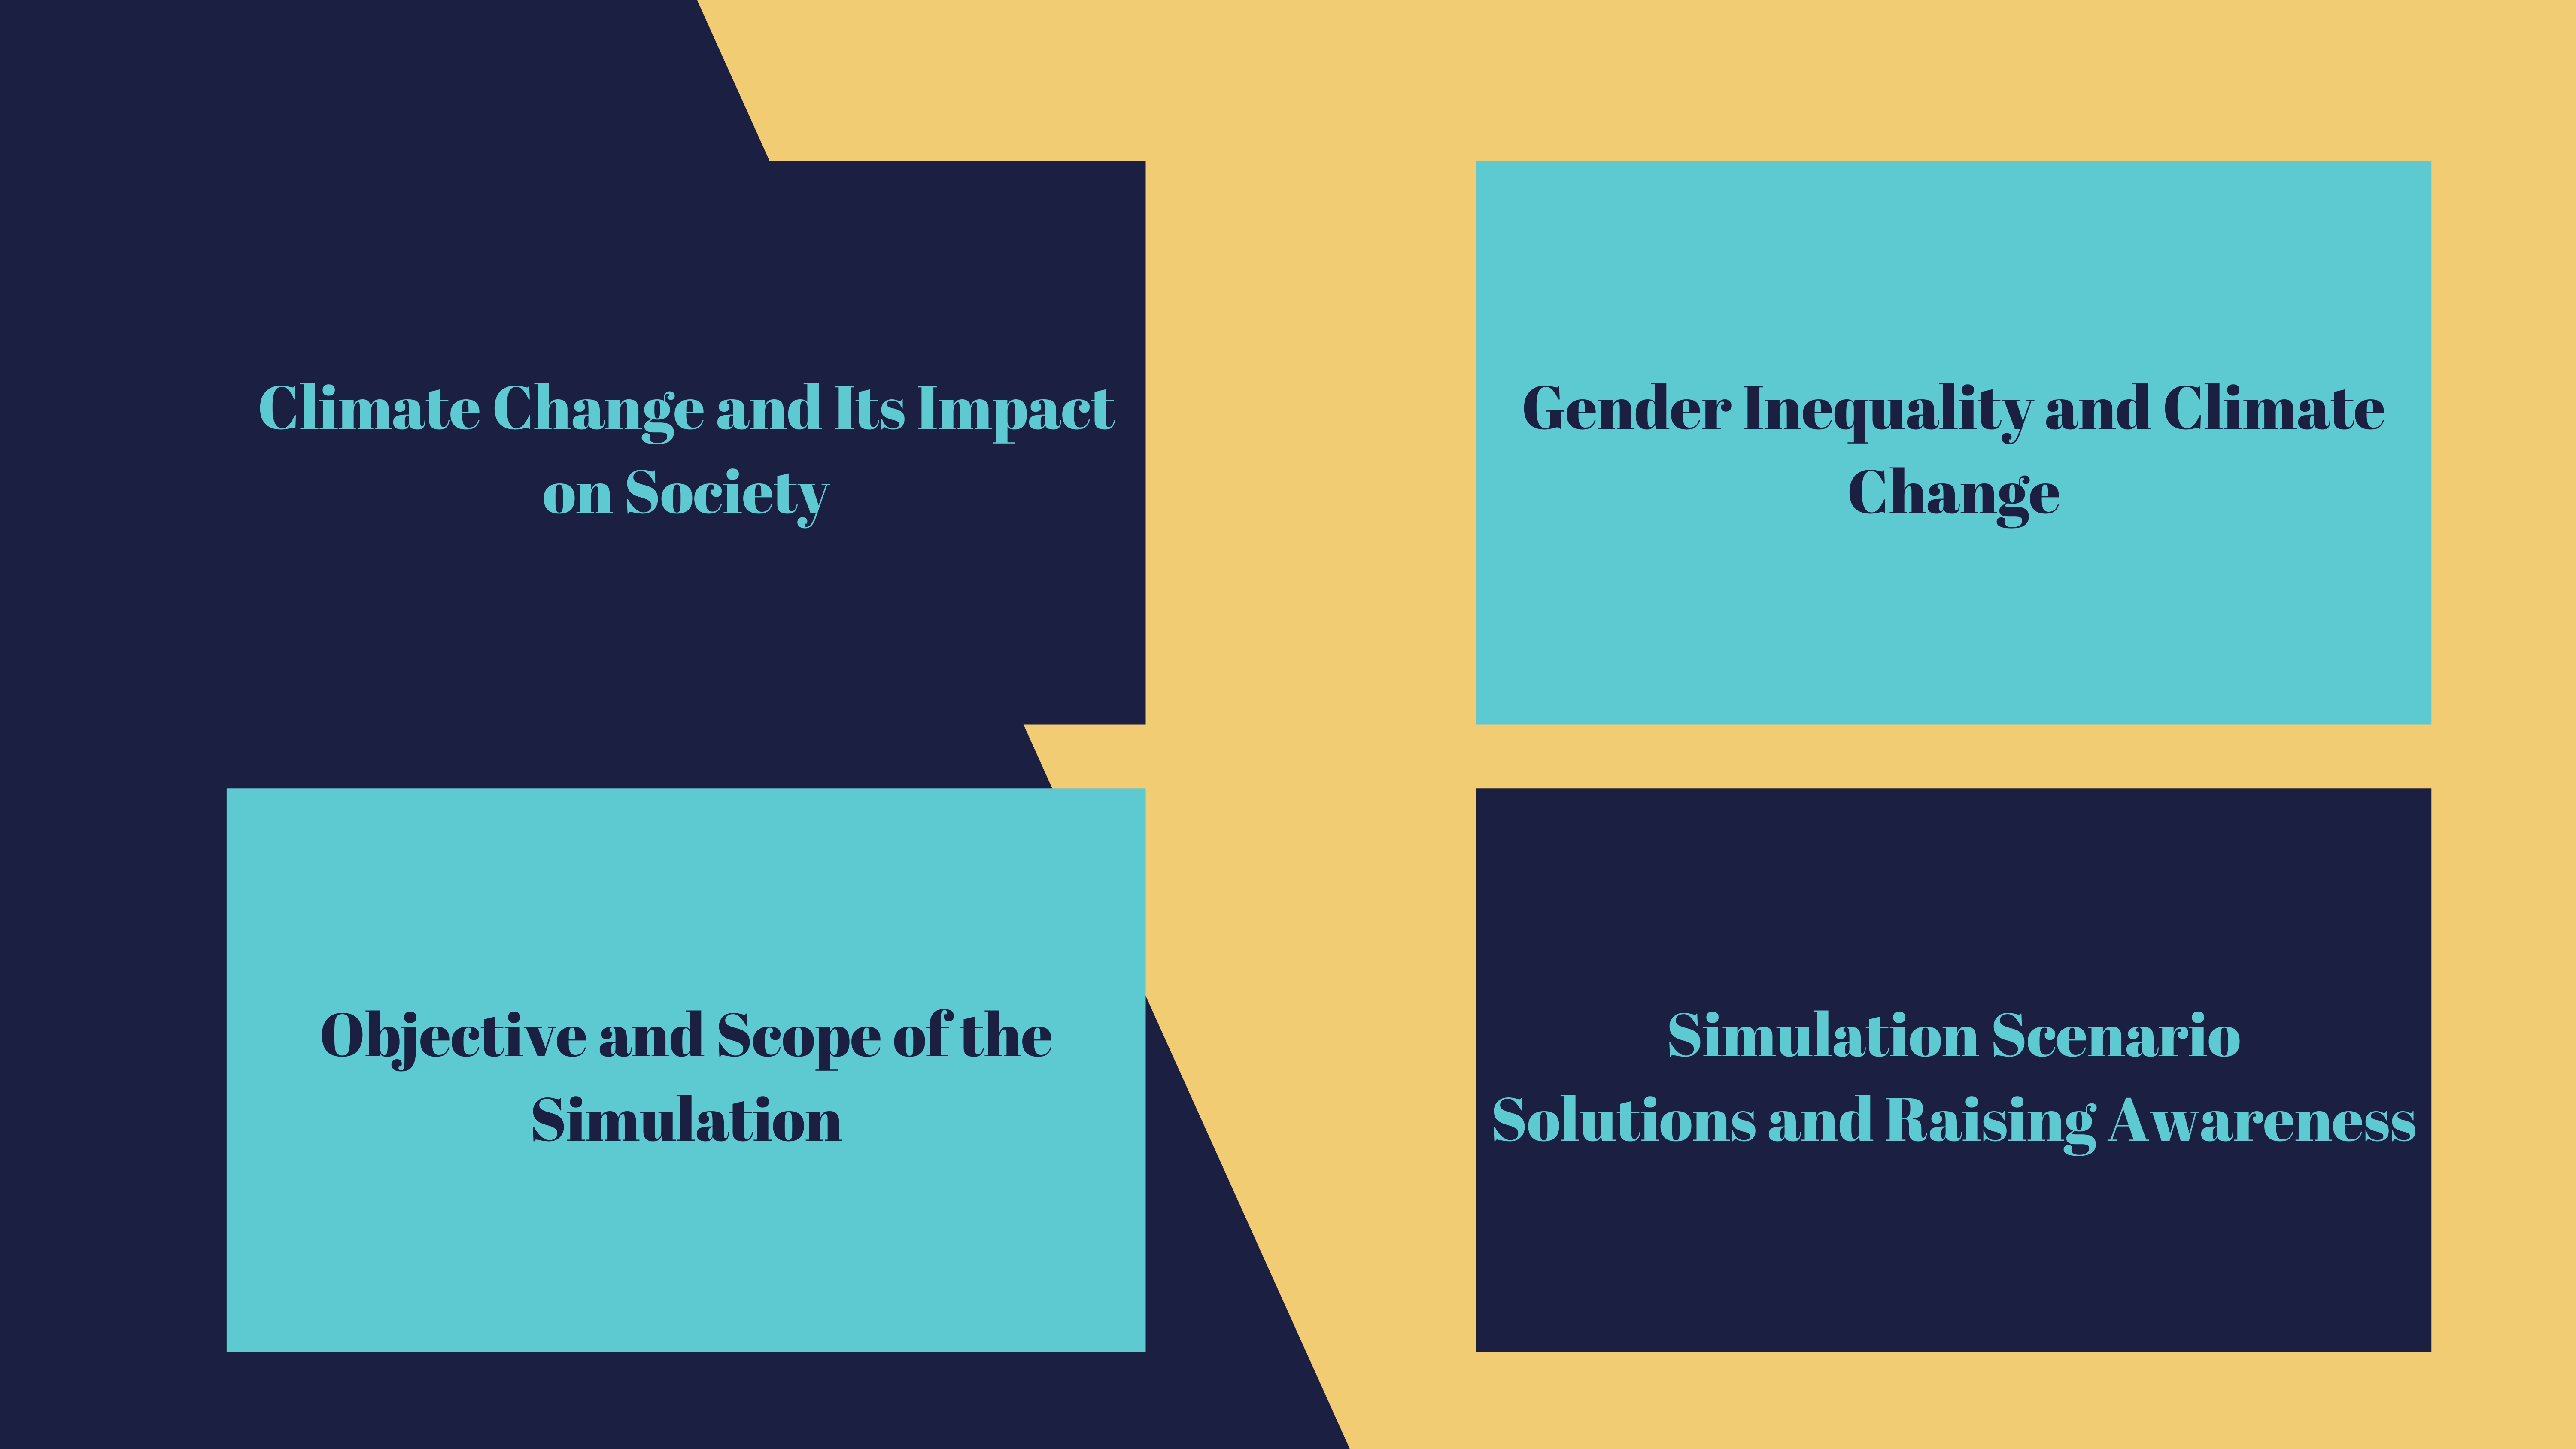 Climate Change and Its Impact
on Society
Gender Inequality and Climate
Change
Objective and Scope of the
Simulation
Simulation Scenario
Solutions and Raising Awareness